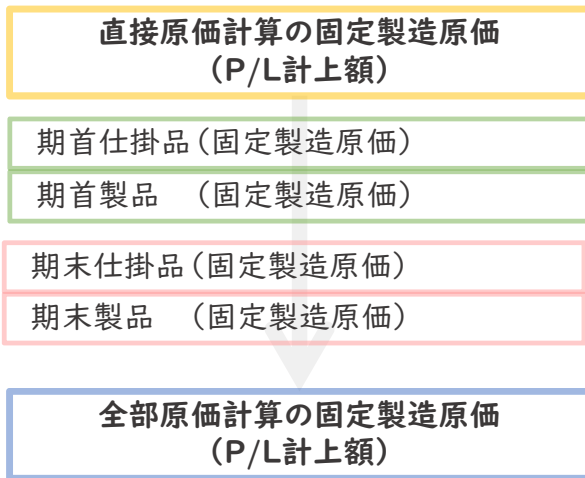 直接原価計算の固定製造原価
（P/L計上額）
期首仕掛品（固定製造原価）
期首製品　（固定製造原価）
期末仕掛品（固定製造原価）
期末製品　（固定製造原価）
全部原価計算の固定製造原価
（P/L計上額）